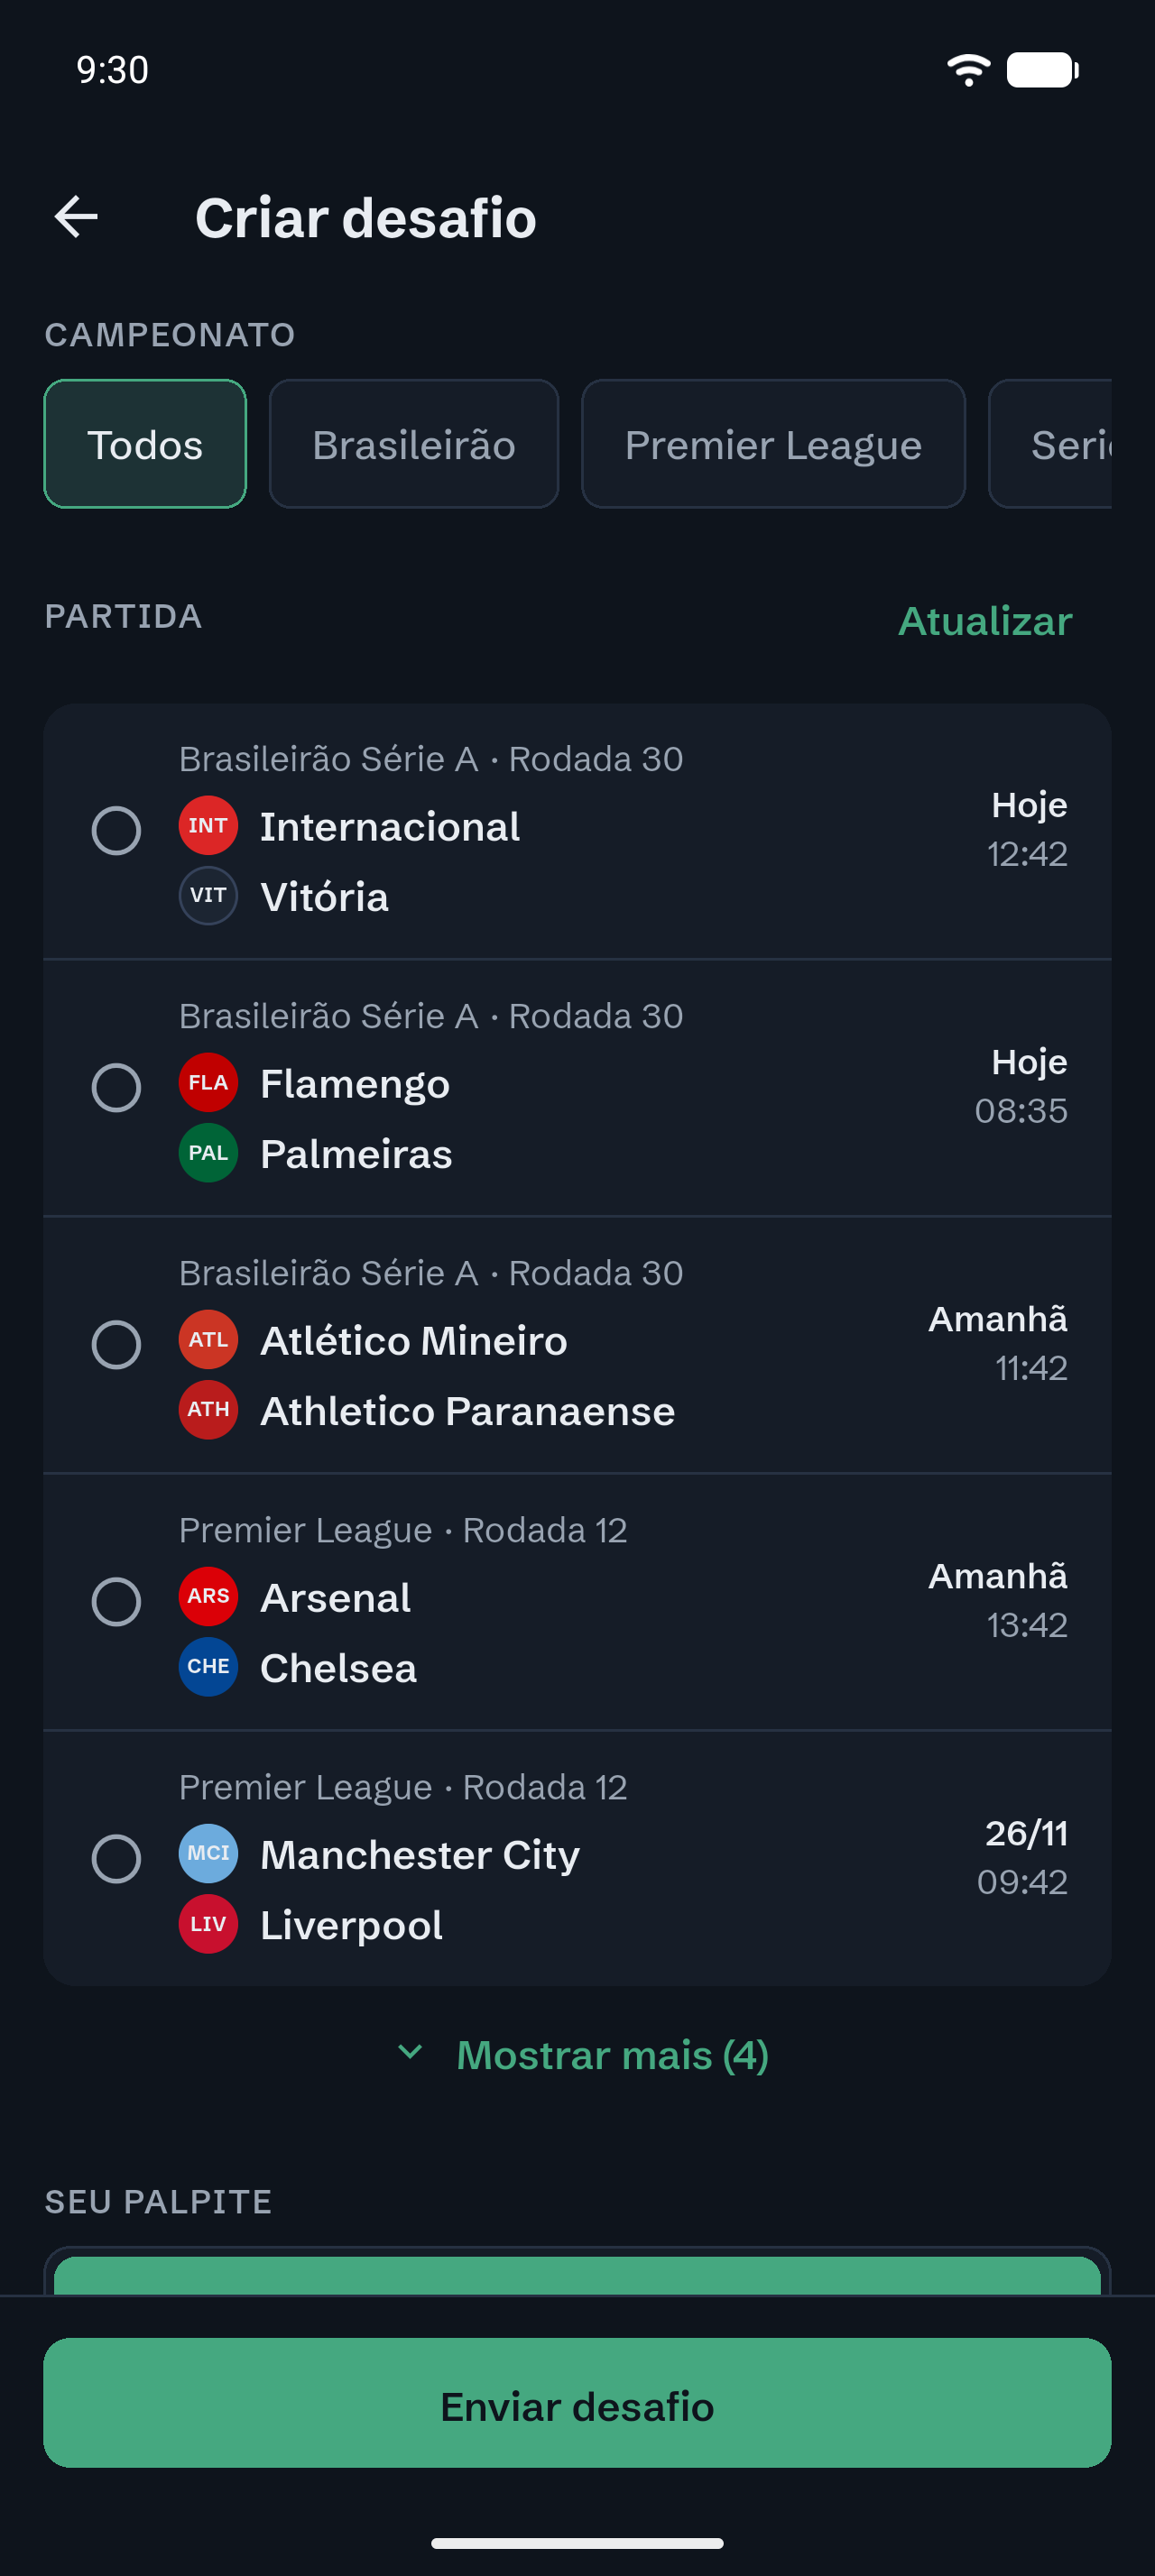 9:30
Criar desafio
CAMPEONATO
Todos
Brasileirão
Premier League
PARTIDA
Atualizar
Brasileirão Série A · Rodada 30
INT Internacional
VIT Vitória
Hoje
12:42
Brasileirão Série A · Rodada 30
FLA Flamengo
PAL Palmeiras
Hoje
08:35
Brasileirão Série A · Rodada 30
ATL Atlético Mineiro
ATH Athletico Paranaense
Amanhã
11:42
Premier League · Rodada 12
ARS Arsenal
CHE Chelsea
Amanhã
13:42
Premier League · Rodada 12
MCI Manchester City
LIV Liverpool
26/11
09:42
Mostrar mais (4)
SEU PALPITE
Enviar desafio